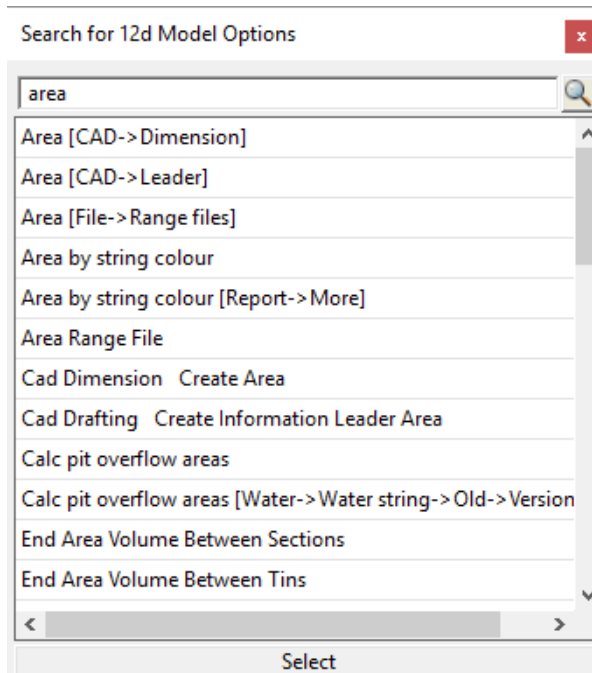 Search for 12d Model Options
x
area
Area [CAD->Dimension]
Area [CAD->Leader]
Area [File->Range files]
Area by string colour
Area by string colour [Report->More]
Area Range File
Cad Dimension   Create Area
Cad Drafting   Create Information Leader Area
Calc pit overflow areas
Calc pit overflow areas [Water->Water string->Old->Version
End Area Volume Between Sections
End Area Volume Between Tins
Select